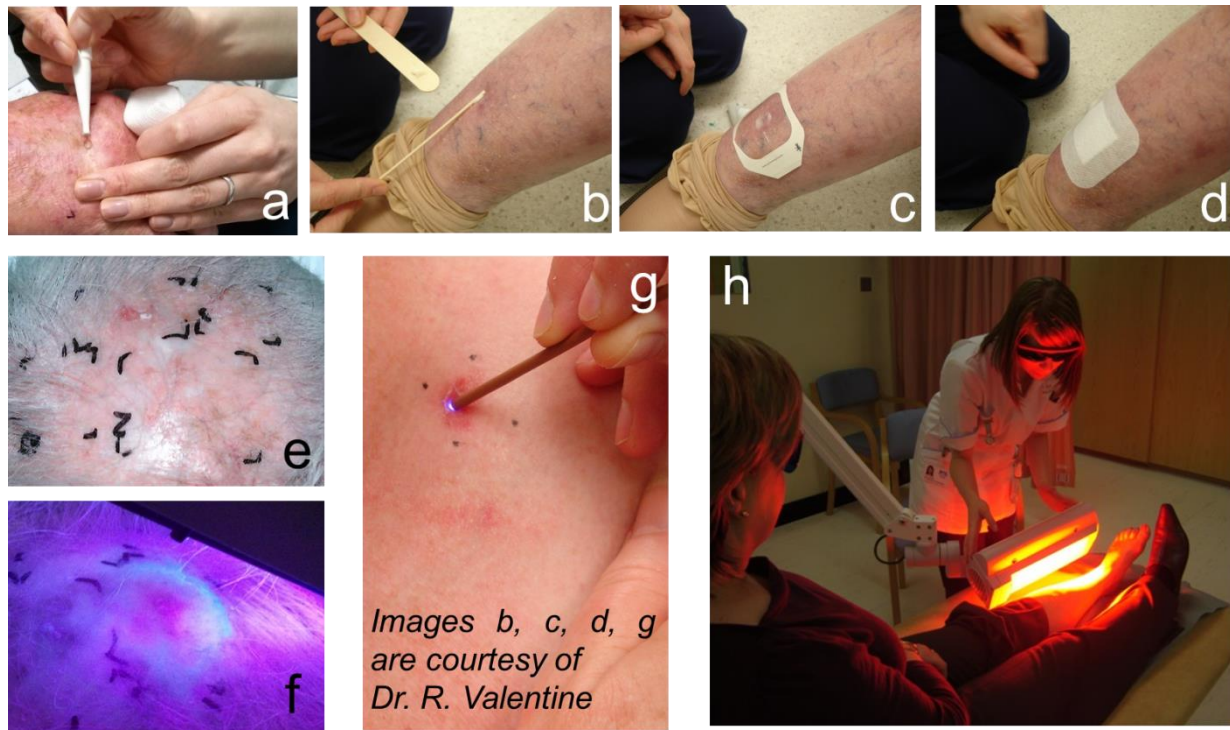 a
b
c
d
e
f
g
h
Images b, c, d, g
are courtesy of
Dr. R. Valentine